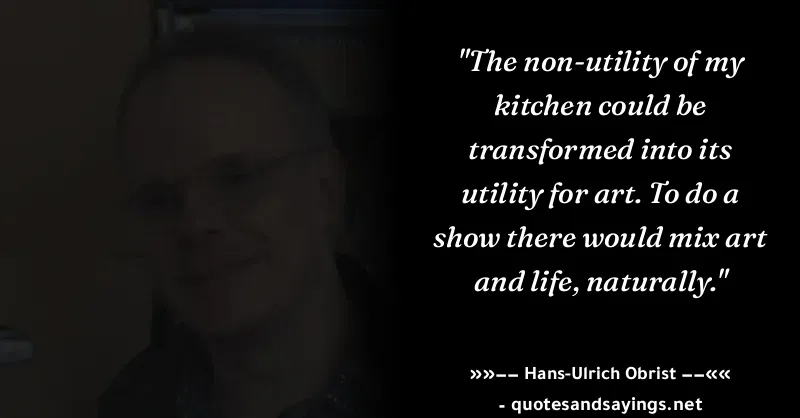 "The non-utility of my
kitchen could be
transformed into its
utility for art. To do a
show there would mix art
and life, naturally."
»»-– Hans-Ulrich Obrist -–««
- quotesandsayings.net